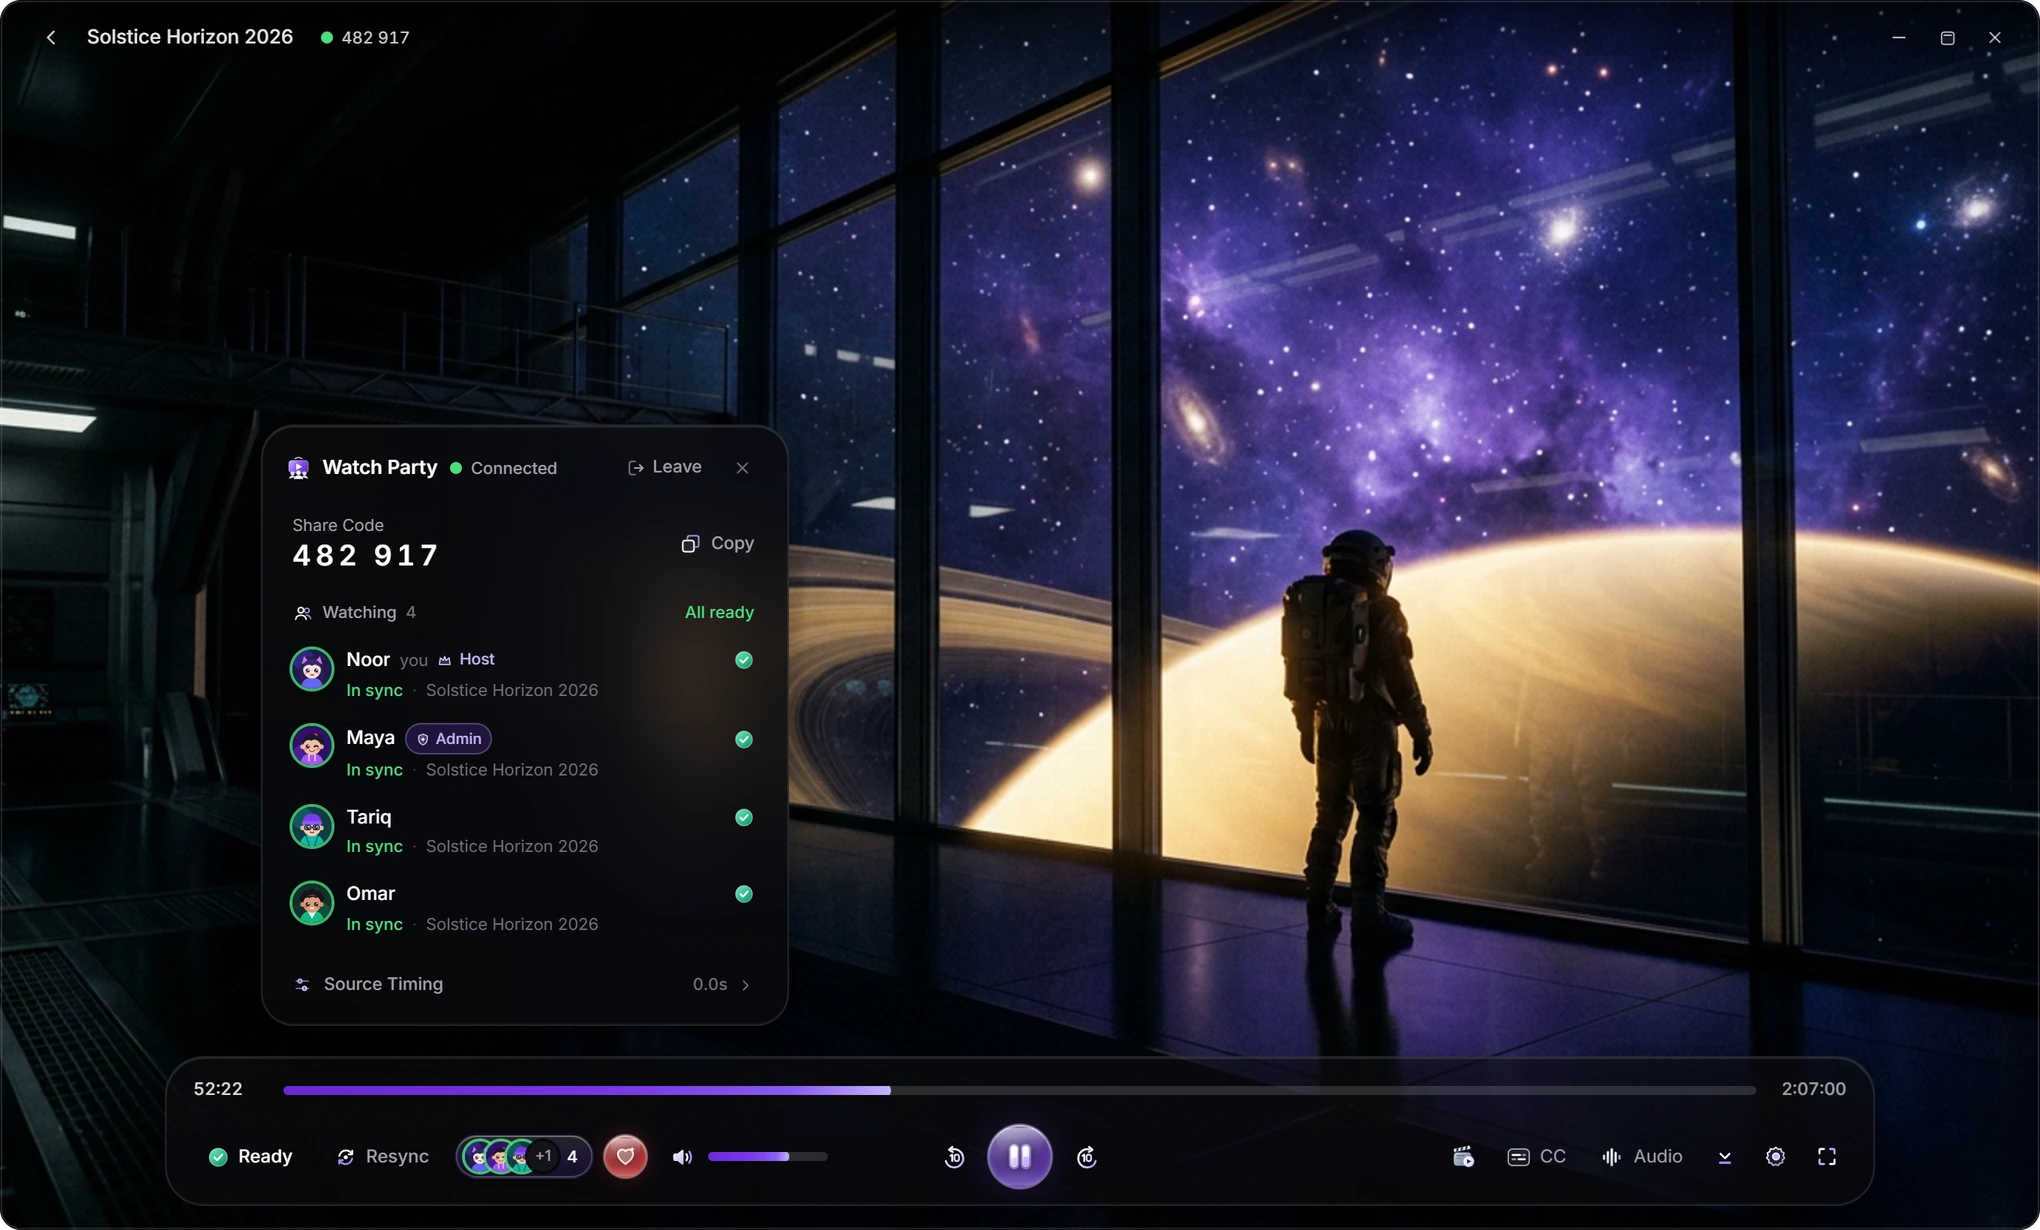 Solstice Horizon 2026 482 917
Watch Party Connected Leave
Share Code
482 917 Copy
Watching 4 All ready
Noor you Host
In sync · Solstice Horizon 2026
Maya Admin
In sync · Solstice Horizon 2026
Tariq
In sync · Solstice Horizon 2026
Omar
In sync · Solstice Horizon 2026
Source Timing 0.0s
52:22 2:07:00
Ready Resync +1 4 10 10 CC Audio